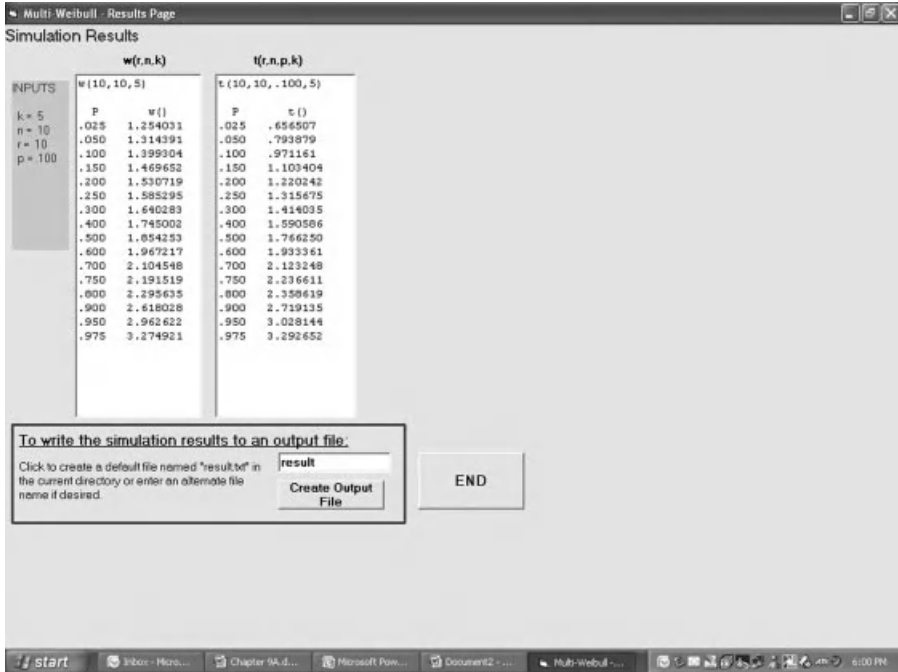 Multi-Weibull - Results Page
Simulation Results
w(r,n,k)
t(r,n,p,k)
INPUTS
k = 5
n = 10
r = 10
p = 100
w(10,10,5)
P w()
.025 1.254031
.050 1.314391
.100 1.399304
.150 1.469652
.200 1.530719
.250 1.585295
.300 1.640283
.400 1.745002
.500 1.854253
.600 1.967217
.700 2.104548
.750 2.191519
.800 2.295635
.900 2.618028
.950 2.962622
.975 3.274921
t(10,10,.100,5)
P t()
.025 .656507
.050 .793879
.100 .971161
.150 1.103404
.200 1.220242
.250 1.315675
.300 1.414035
.400 1.590586
.500 1.766250
.600 1.933361
.700 2.123248
.750 2.236611
.800 2.358619
.900 2.719135
.950 3.028144
.975 3.292652
To write the simulation results to an output file:
Click to create a default file named "result.txt" in
the current directory or enter an alternate file
name if desired.
result
Create Output
File
END
start
Inbox - Micro...
Chapter 9A.d...
Microsoft Pow...
Document2 - ...
Multi-Weibull -...
6:00 PM